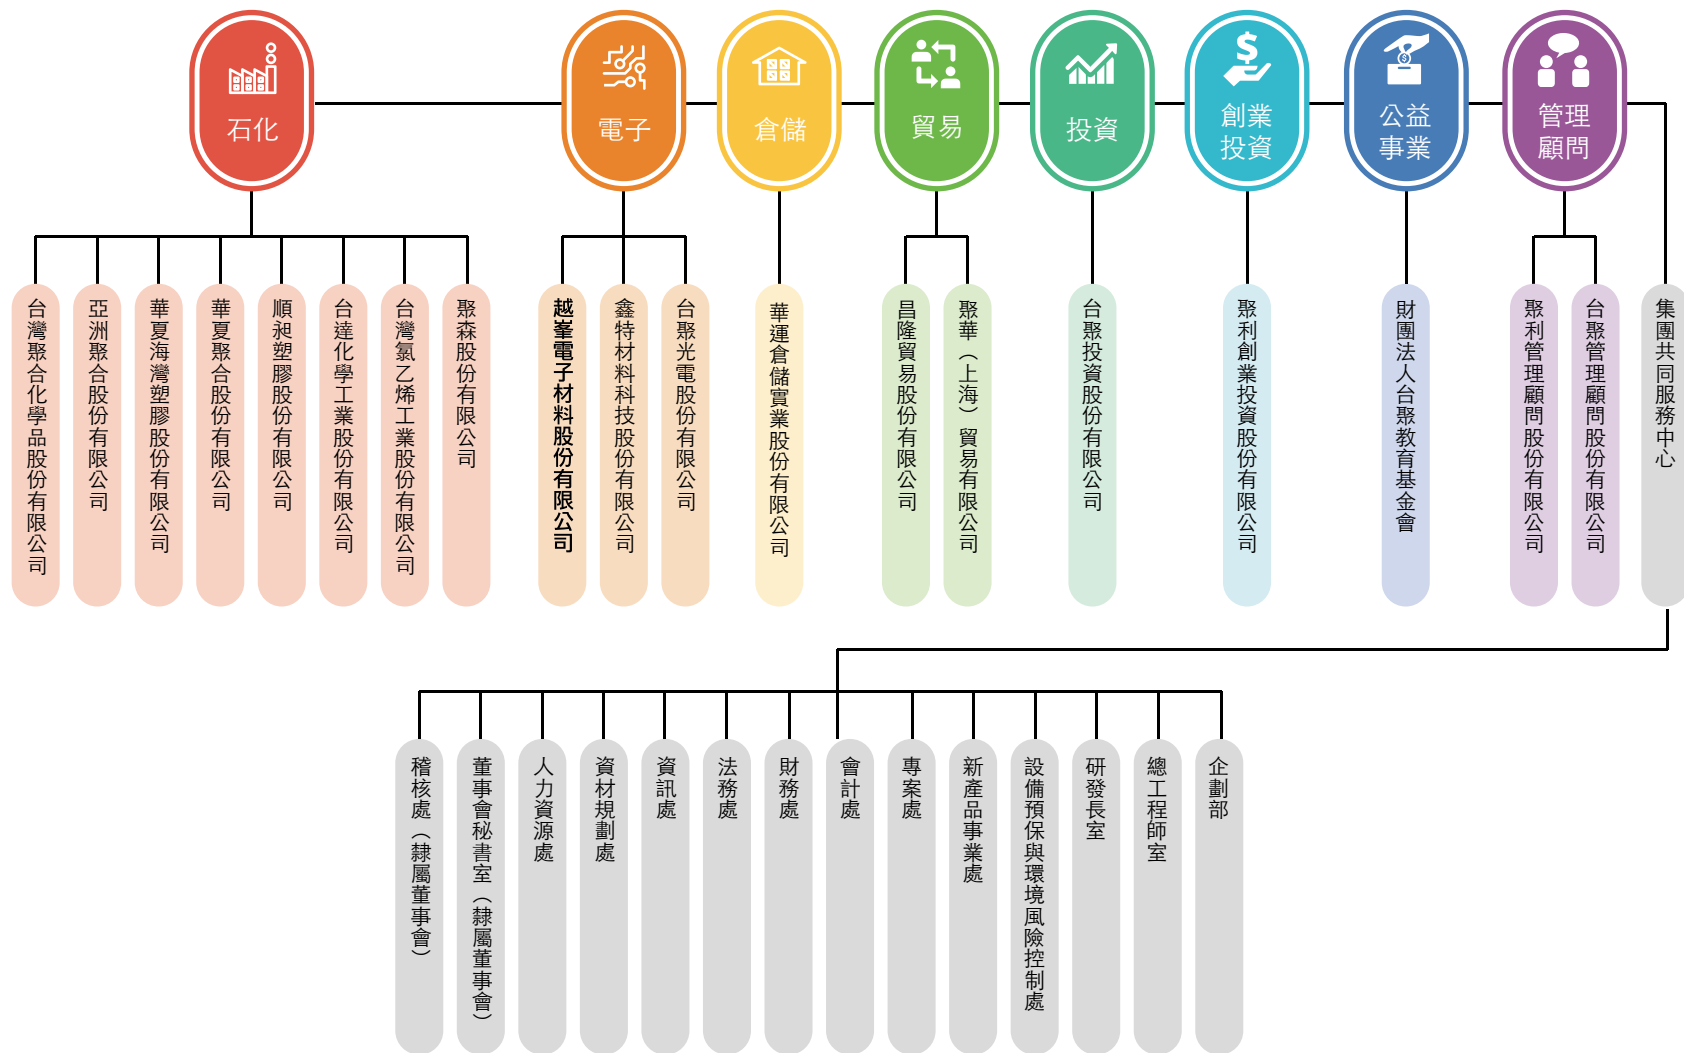 石化
電子
倉儲
貿易
投資
創業
投資
公益
事業
管理
顧問
台灣聚合化學品股份有限公司
亞洲聚合股份有限公司
華夏海灣塑膠股份有限公司
華夏聚合股份有限公司
順昶塑膠股份有限公司
台達化學工業股份有限公司
台灣氯乙烯工業股份有限公司
聚森股份有限公司
越峯電子材料股份有限公司
鑫特材料科技股份有限公司
台聚光電股份有限公司
華運倉儲實業股份有限公司
昌隆貿易股份有限公司
聚華（上海）貿易有限公司
台聚投資股份有限公司
聚利創業投資股份有限公司
財團法人台聚教育基金會
聚利管理顧問股份有限公司
台聚管理顧問股份有限公司
集團共同服務中心
稽核處（隸屬董事會）
董事會秘書室（隸屬董事會）
人力資源處
資材規劃處
資訊處
法務處
財務處
會計處
專案處
新產品事業處
設備預保與環境風險控制處
研發長室
總工程師室
企劃部